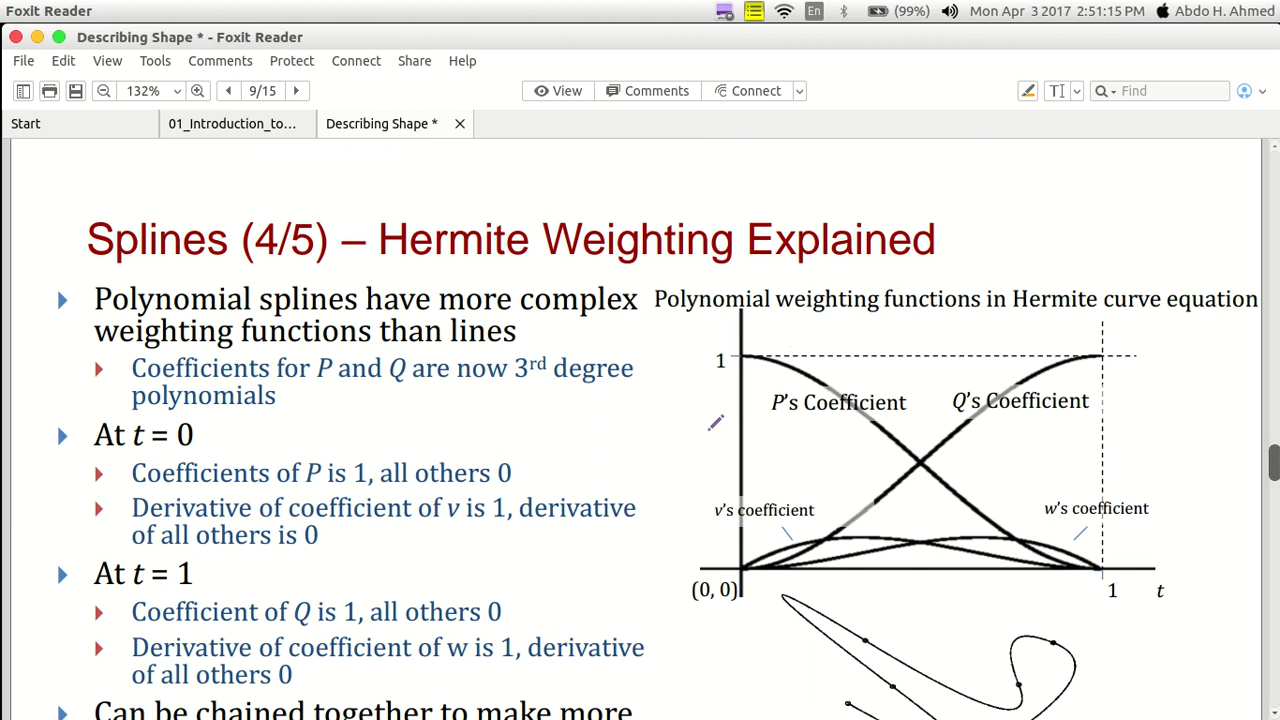 Foxit Reader
En
(99%)
Mon Apr 3 2017 2:51:15 PM
Abdo H. Ahmed
Describing Shape * - Foxit Reader
File Edit View Tools Comments Protect Connect Share Help
132% 9/15 View Comments Connect Find
Start 01_Introduction_to... Describing Shape *
Splines (4/5) – Hermite Weighting Explained
Polynomial splines have more complex
weighting functions than lines
Coefficients for P and Q are now 3rd degree
polynomials
At t = 0
Coefficients of P is 1, all others 0
Derivative of coefficient of v is 1, derivative
of all others is 0
At t = 1
Coefficient of Q is 1, all others 0
Derivative of coefficient of w is 1, derivative
of all others 0
Can be chained together to make more
Polynomial weighting functions in Hermite curve equation
1
P's Coefficient
Q's Coefficient
v's coefficient
w's coefficient
(0, 0)
1
t